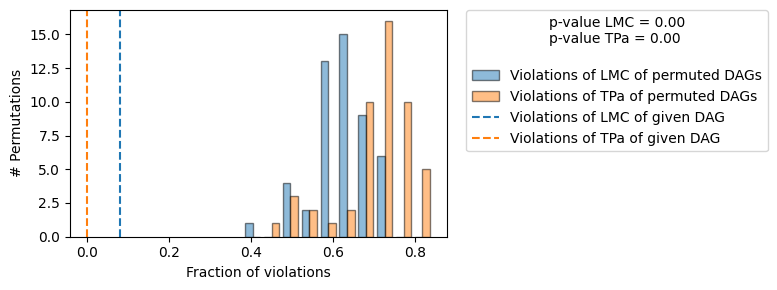 15.0
12.5
10.0
7.5
5.0
2.5
0.0
# Permutations
0.0 0.2 0.4 0.6 0.8
Fraction of violations
p-value LMC = 0.00
p-value TPa = 0.00
Violations of LMC of permuted DAGs
Violations of TPa of permuted DAGs
Violations of LMC of given DAG
Violations of TPa of given DAG